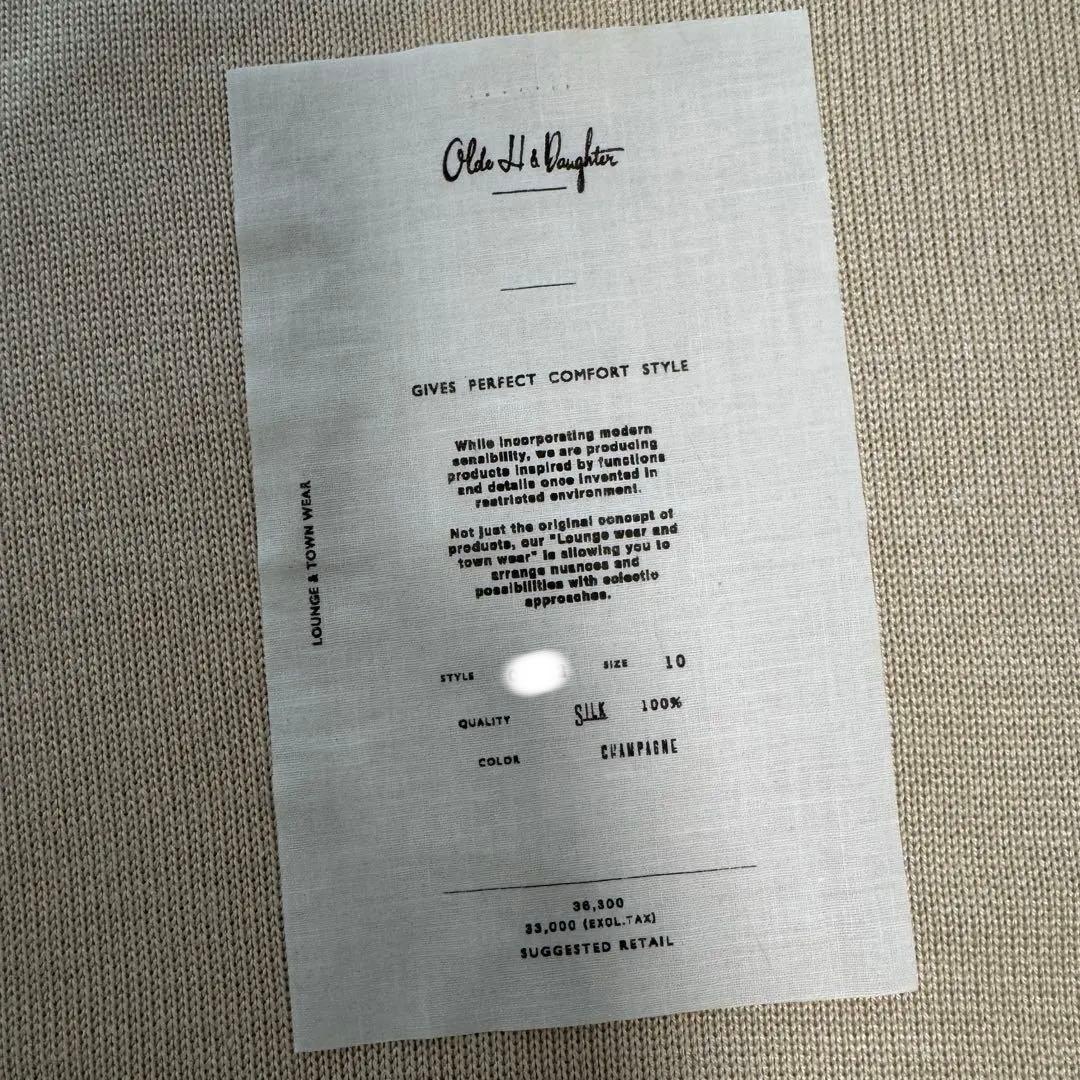 Olde H & Daughter
GIVES PERFECT COMFORT STYLE
While incorporating modern
sensibility, we are producing
products inspired by functions
and details once invented in
restricted environment.
Not just the original concept of
products, our "Lounge wear and
town wear" is allowing you to
arrange nuances and
possibilities with eclectic
approaches.
LOUNGE & TOWN WEAR
STYLE SIZE 10
QUALITY SILK 100%
COLOR CHAMPAGNE
36,300
33,000 (EXCL.TAX)
SUGGESTED RETAIL